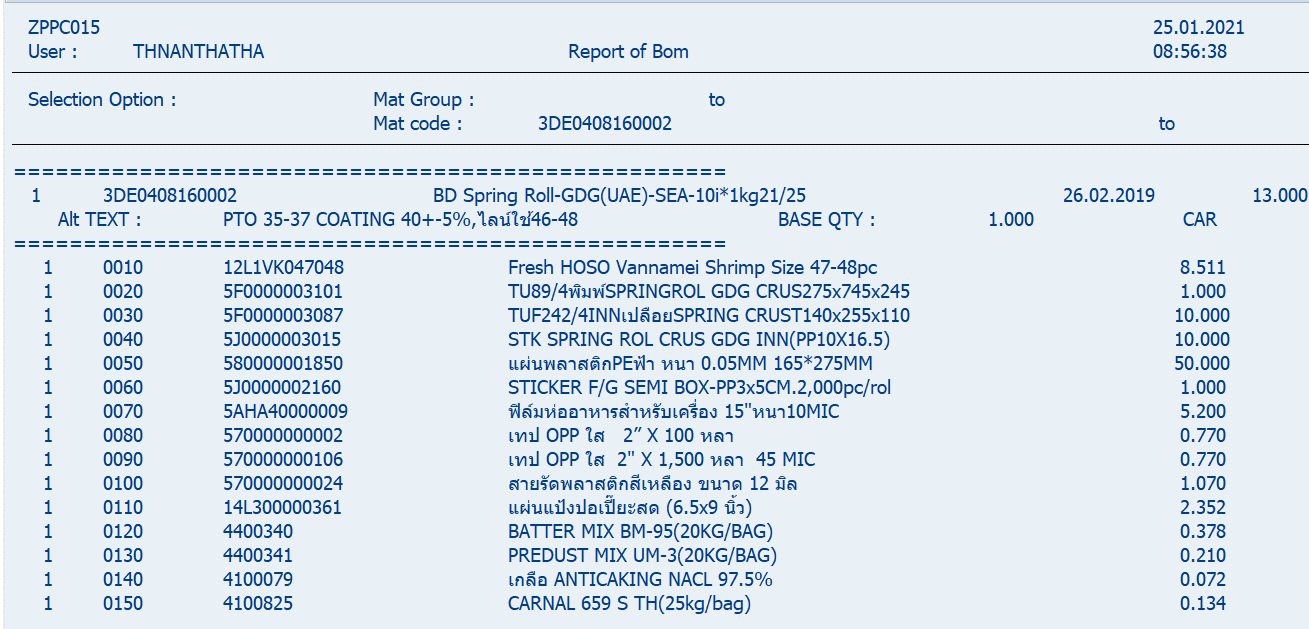 ZPPC015 25.01.2021
User : THNANTHATHA Report of Bom 08:56:38
Selection Option : Mat Group : to
Mat code : 3DE0408160002 to
===================================================
1 3DE0408160002 BD Spring Roll-GDG(UAE)-SEA-10i*1kg21/25 26.02.2019 13.000
Alt TEXT : PTO 35-37 COATING 40+-5%,ไลน์ใช้46-48 BASE QTY : 1.000 CAR
===================================================
1 0010 12L1VK047048 Fresh HOSO Vannamei Shrimp Size 47-48pc 8.511
1 0020 5F0000003101 TU89/4พิมพ์SPRINGROL GDG CRUS275x745x245 1.000
1 0030 5F0000003087 TUF242/4INNเปลือยSPRING CRUST140x255x110 10.000
1 0040 5J0000003015 STK SPRING ROL CRUS GDG INN(PP10X16.5) 10.000
1 0050 580000001850 แผ่นพลาสติกPEฟ้า หนา 0.05MM 165*275MM 50.000
1 0060 5J0000002160 STICKER F/G SEMI BOX-PP3x5CM.2,000pc/rol 1.000
1 0070 5AHA40000009 ฟิล์มห่ออาหารสำหรับเครื่อง 15"หนา10MIC 5.200
1 0080 570000000002 เทป OPP ใส 2” X 100 หลา 0.770
1 0090 570000000106 เทป OPP ใส 2" X 1,500 หลา 45 MIC 0.770
1 0100 570000000024 สายรัดพลาสติกสีเหลือง ขนาด 12 มิล 1.070
1 0110 14L300000361 แผ่นแป้งปอเปี๊ยะสด (6.5x9 นิ้ว) 2.352
1 0120 4400340 BATTER MIX BM-95(20KG/BAG) 0.378
1 0130 4400341 PREDUST MIX UM-3(20KG/BAG) 0.210
1 0140 4100079 เกลือ ANTICAKING NACL 97.5% 0.072
1 0150 4100825 CARNAL 659 S TH(25kg/bag) 0.134